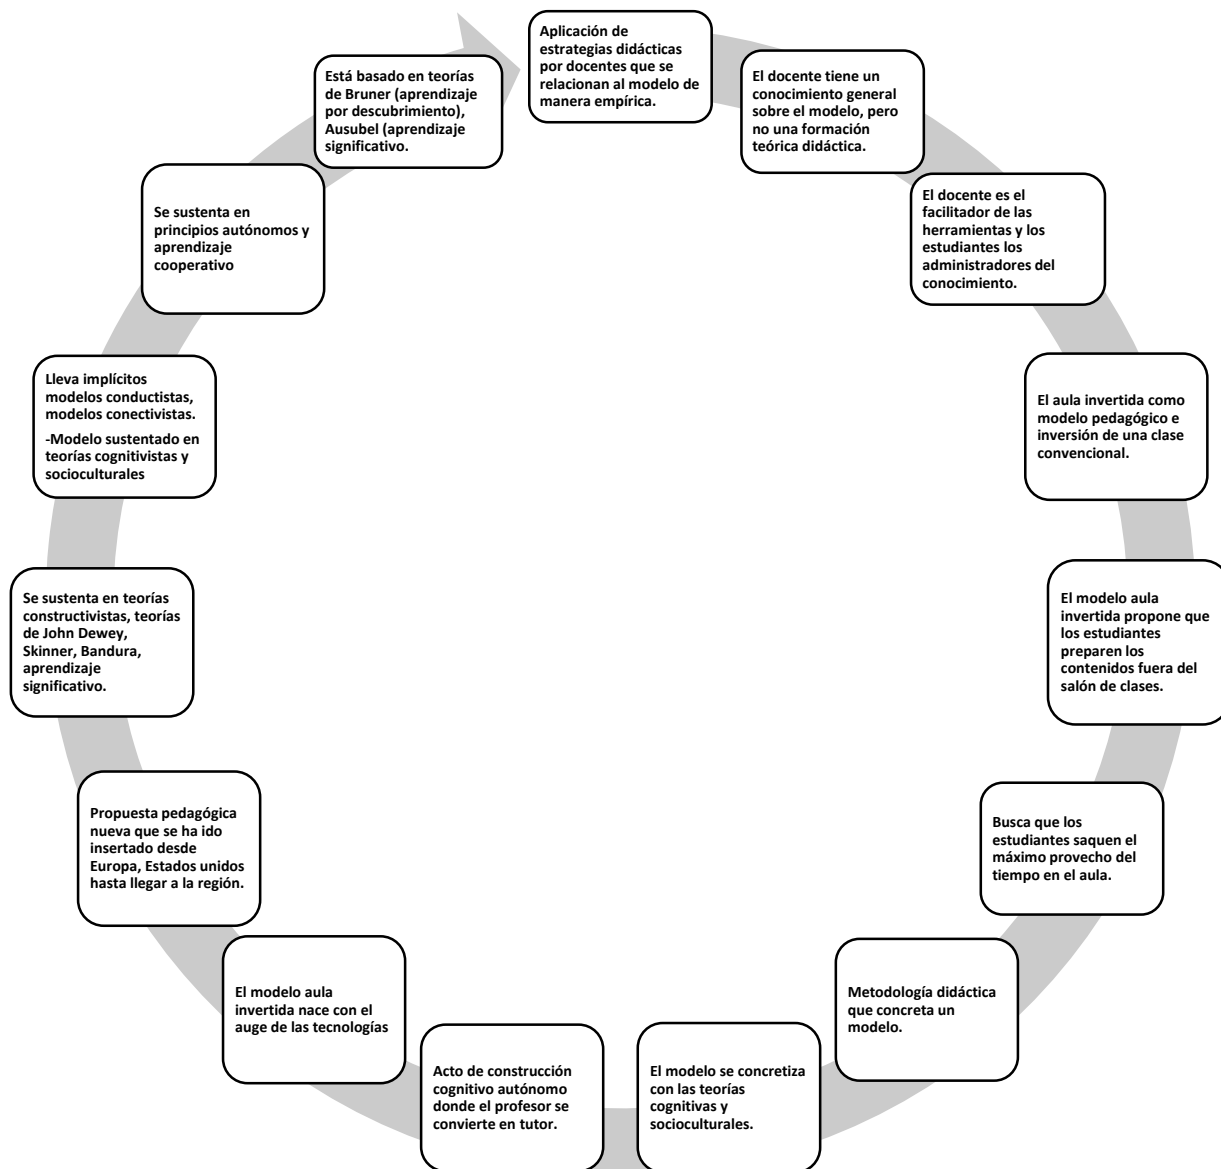 Aplicación de
estrategias didácticas
por docentes que se
relacionan al modelo de
manera empírica.
El docente tiene un
conocimiento general
sobre el modelo, pero
no una formación
teórica didáctica.
El docente es el
facilitador de las
herramientas y los
estudiantes los
administradores del
conocimiento.
El aula invertida como
modelo pedagógico e
inversión de una clase
convencional.
El modelo aula
invertida propone que
los estudiantes
preparen los
contenidos fuera del
salón de clases.
Busca que los
estudiantes saquen el
máximo provecho del
tiempo en el aula.
Metodología didáctica
que concreta un
modelo.
El modelo se concretiza
con las teorías
cognitivas y
socioculturales.
Acto de construcción
cognitivo autónomo
donde el profesor se
convierte en tutor.
El modelo aula
invertida nace con el
auge de las tecnologías
Propuesta pedagógica
nueva que se ha ido
insertado desde
Europa, Estados unidos
hasta llegar a la región.
Se sustenta en teorías
constructivistas, teorías
de John Dewey,
Skinner, Bandura,
aprendizaje
significativo.
Lleva implícitos
modelos conductistas,
modelos conectivistas.
-Modelo sustentado en
teorías cognitivistas y
socioculturales
Se sustenta en
principios autónomos y
aprendizaje
cooperativo
Está basado en teorías
de Bruner (aprendizaje
por descubrimiento),
Ausubel (aprendizaje
significativo.